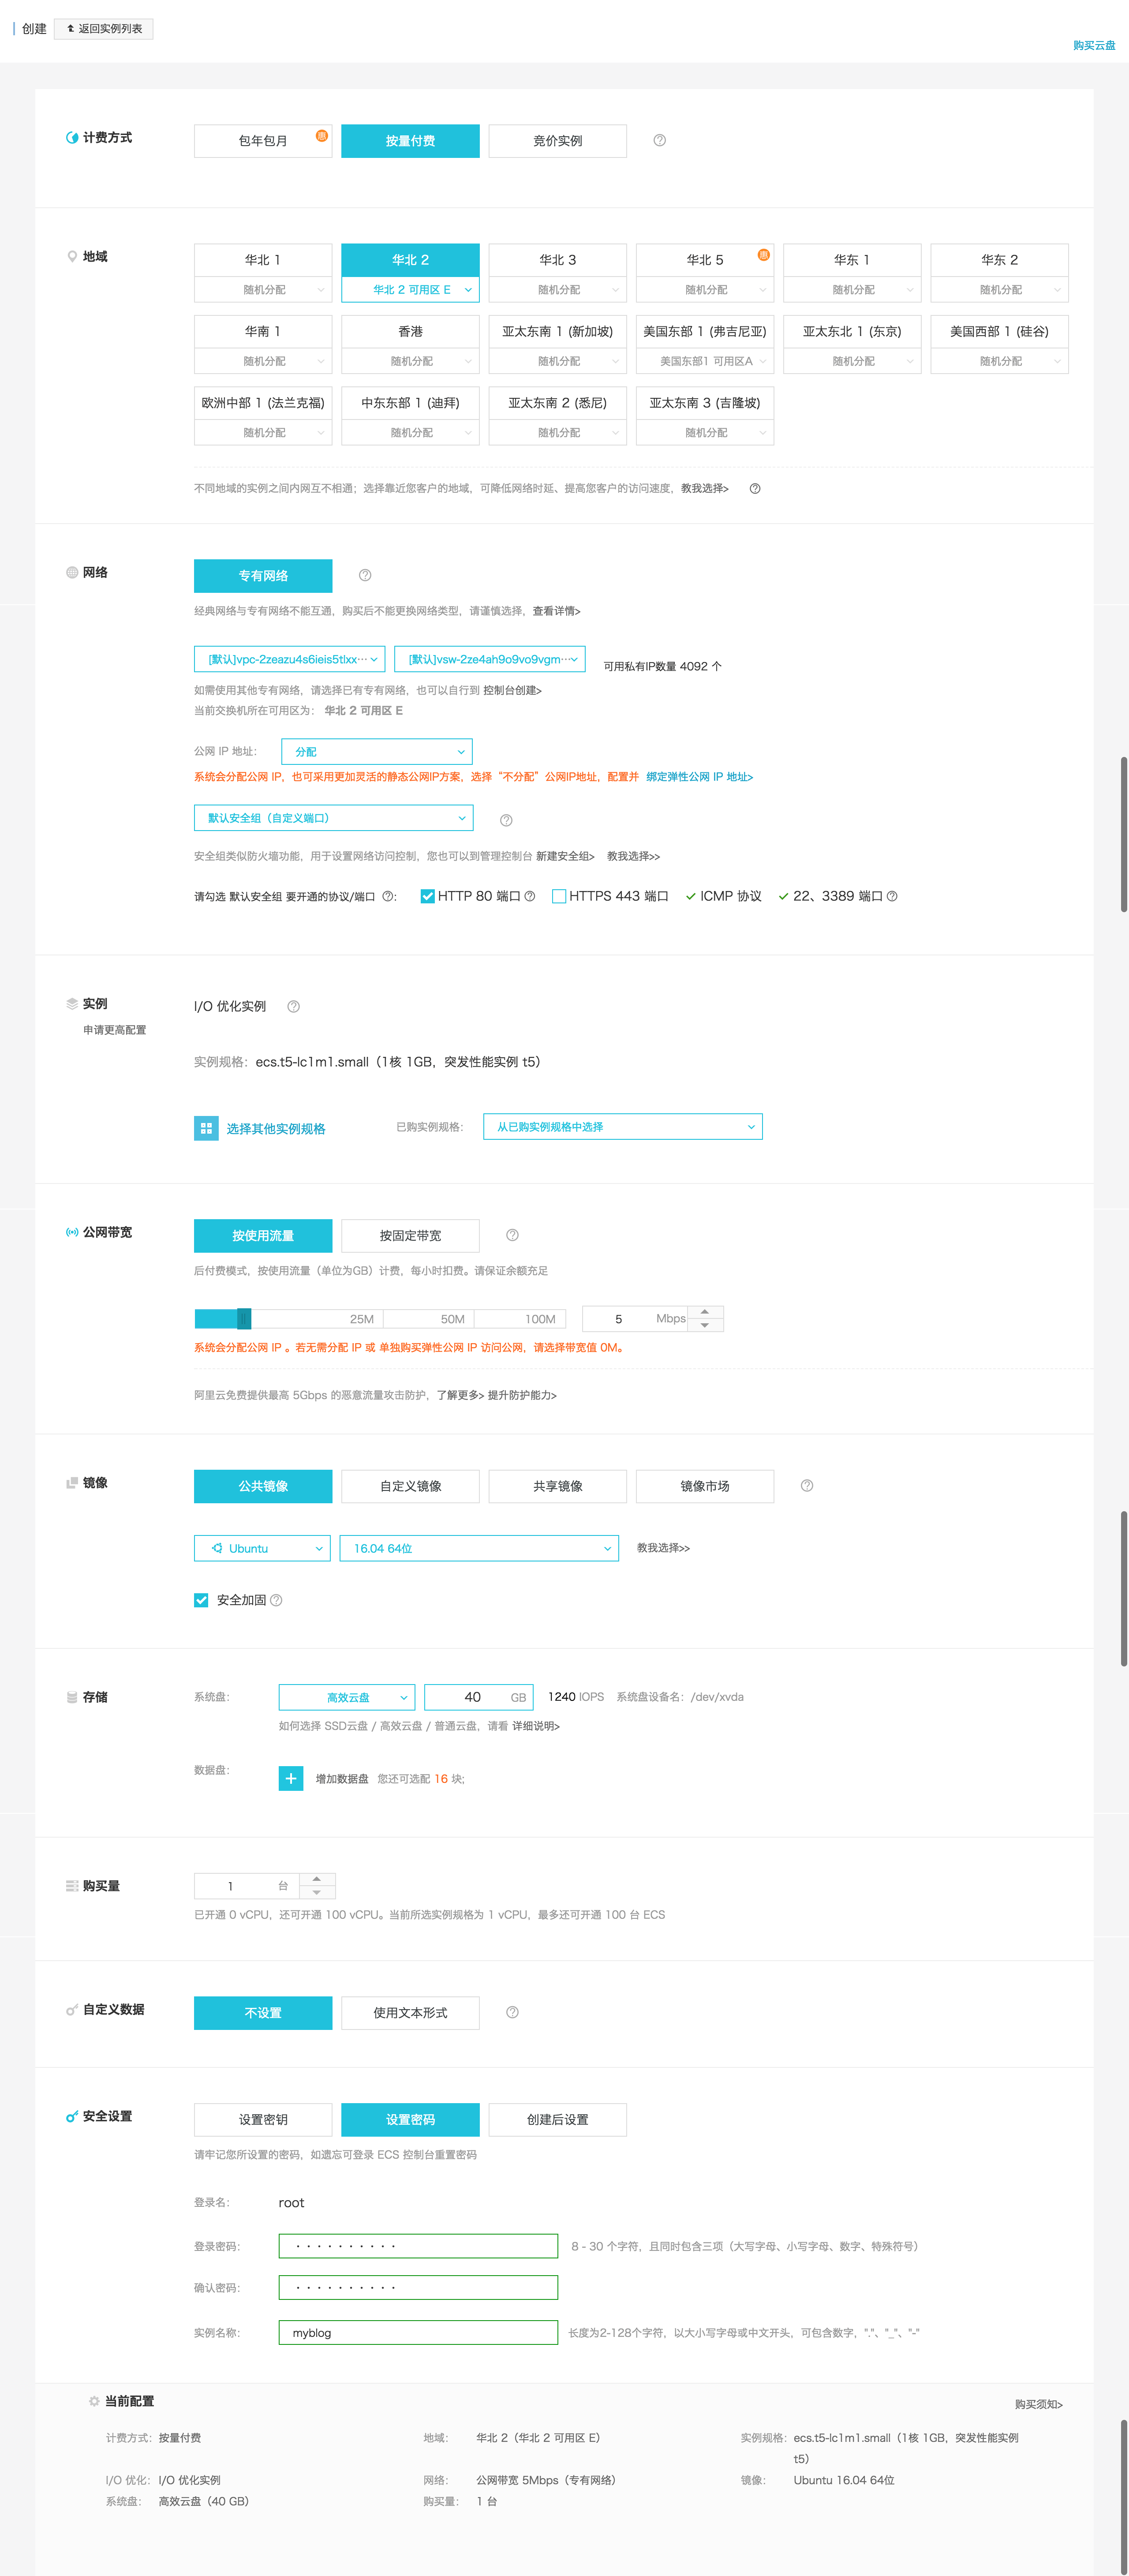 创建 返回实例列表
购买云盘
计费方式 包年包月 惠 按量付费 竞价实例
地域 华北 1 华北 2 华北 3 华北 5 惠 华东 1 华东 2
随机分配 华北 2 可用区 E 随机分配 随机分配 随机分配 随机分配
华南 1 香港 亚太东南 1 (新加坡) 美国东部 1 (弗吉尼亚) 亚太东北 1 (东京) 美国西部 1 (硅谷)
随机分配 随机分配 随机分配 美国东部1 可用区A 随机分配 随机分配
欧洲中部 1 (法兰克福) 中东东部 1 (迪拜) 亚太东南 2 (悉尼) 亚太东南 3 (吉隆坡)
随机分配 随机分配 随机分配 随机分配
不同地域的实例之间内网互不相通；选择靠近您客户的地域，可降低网络时延、提高您客户的访问速度，教我选择>
网络 专有网络
经典网络与专有网络不能互通，购买后不能更换网络类型，请谨慎选择，查看详情>
[默认]vpc-2zeazu4s6ieis5tlxx… [默认]vsw-2ze4ah9o9vo9vgm… 可用私有IP数量 4092 个
如需使用其他专有网络，请选择已有专有网络，也可以自行到 控制台创建>
当前交换机所在可用区为： 华北 2 可用区 E
公网 IP 地址: 分配
系统会分配公网 IP，也可采用更加灵活的静态公网IP方案，选择“不分配”公网IP地址，配置并 绑定弹性公网 IP 地址>
默认安全组（自定义端口）
安全组类似防火墙功能，用于设置网络访问控制，您也可以到管理控制台 新建安全组> 教我选择>>
请勾选 默认安全组 要开通的协议/端口 : HTTP 80 端口 HTTPS 443 端口 ICMP 协议 22、3389 端口
实例 I/O 优化实例
申请更高配置
实例规格: ecs.t5-lc1m1.small（1核 1GB，突发性能实例 t5）
选择其他实例规格 已购实例规格: 从已购实例规格中选择
公网带宽 按使用流量 按固定带宽
后付费模式，按使用流量（单位为GB）计费，每小时扣费。请保证余额充足
25M 50M 100M 5 Mbps
系统会分配公网 IP 。若无需分配 IP 或 单独购买弹性公网 IP 访问公网，请选择带宽值 0M。
阿里云免费提供最高 5Gbps 的恶意流量攻击防护，了解更多> 提升防护能力>
镜像 公共镜像 自定义镜像 共享镜像 镜像市场
Ubuntu 16.04 64位 教我选择>>
安全加固
存储 系统盘: 高效云盘 40 GB 1240 IOPS 系统盘设备名：/dev/xvda
如何选择 SSD云盘 / 高效云盘 / 普通云盘，请看 详细说明>
数据盘: 增加数据盘 您还可选配 16 块;
购买量 1 台
已开通 0 vCPU，还可开通 100 vCPU。当前所选实例规格为 1 vCPU，最多还可开通 100 台 ECS
自定义数据 不设置 使用文本形式
安全设置 设置密钥 设置密码 创建后设置
请牢记您所设置的密码，如遗忘可登录 ECS 控制台重置密码
登录名: root
登录密码: ·········· 8 - 30 个字符，且同时包含三项（大写字母、小写字母、数字、特殊符号）
确认密码: ··········
实例名称: myblog 长度为2-128个字符，以大小写字母或中文开头，可包含数字，"."、"_"、"-"
当前配置 购买须知>
计费方式: 按量付费 地域: 华北 2（华北 2 可用区 E） 实例规格: ecs.t5-lc1m1.small（1核 1GB，突发性能实例
t5）
I/O 优化: I/O 优化实例 网络: 公网带宽 5Mbps（专有网络） 镜像: Ubuntu 16.04 64位
系统盘: 高效云盘（40 GB） 购买量: 1 台